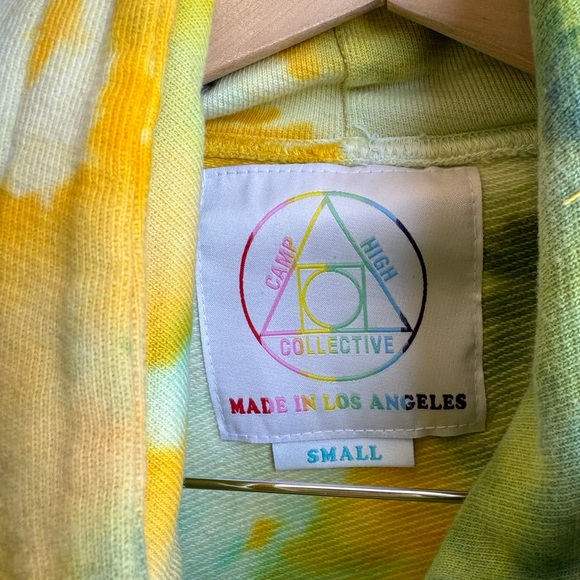 CAMP
HIGH
COLLECTIVE
MADE IN LOS ANGELES
SMALL